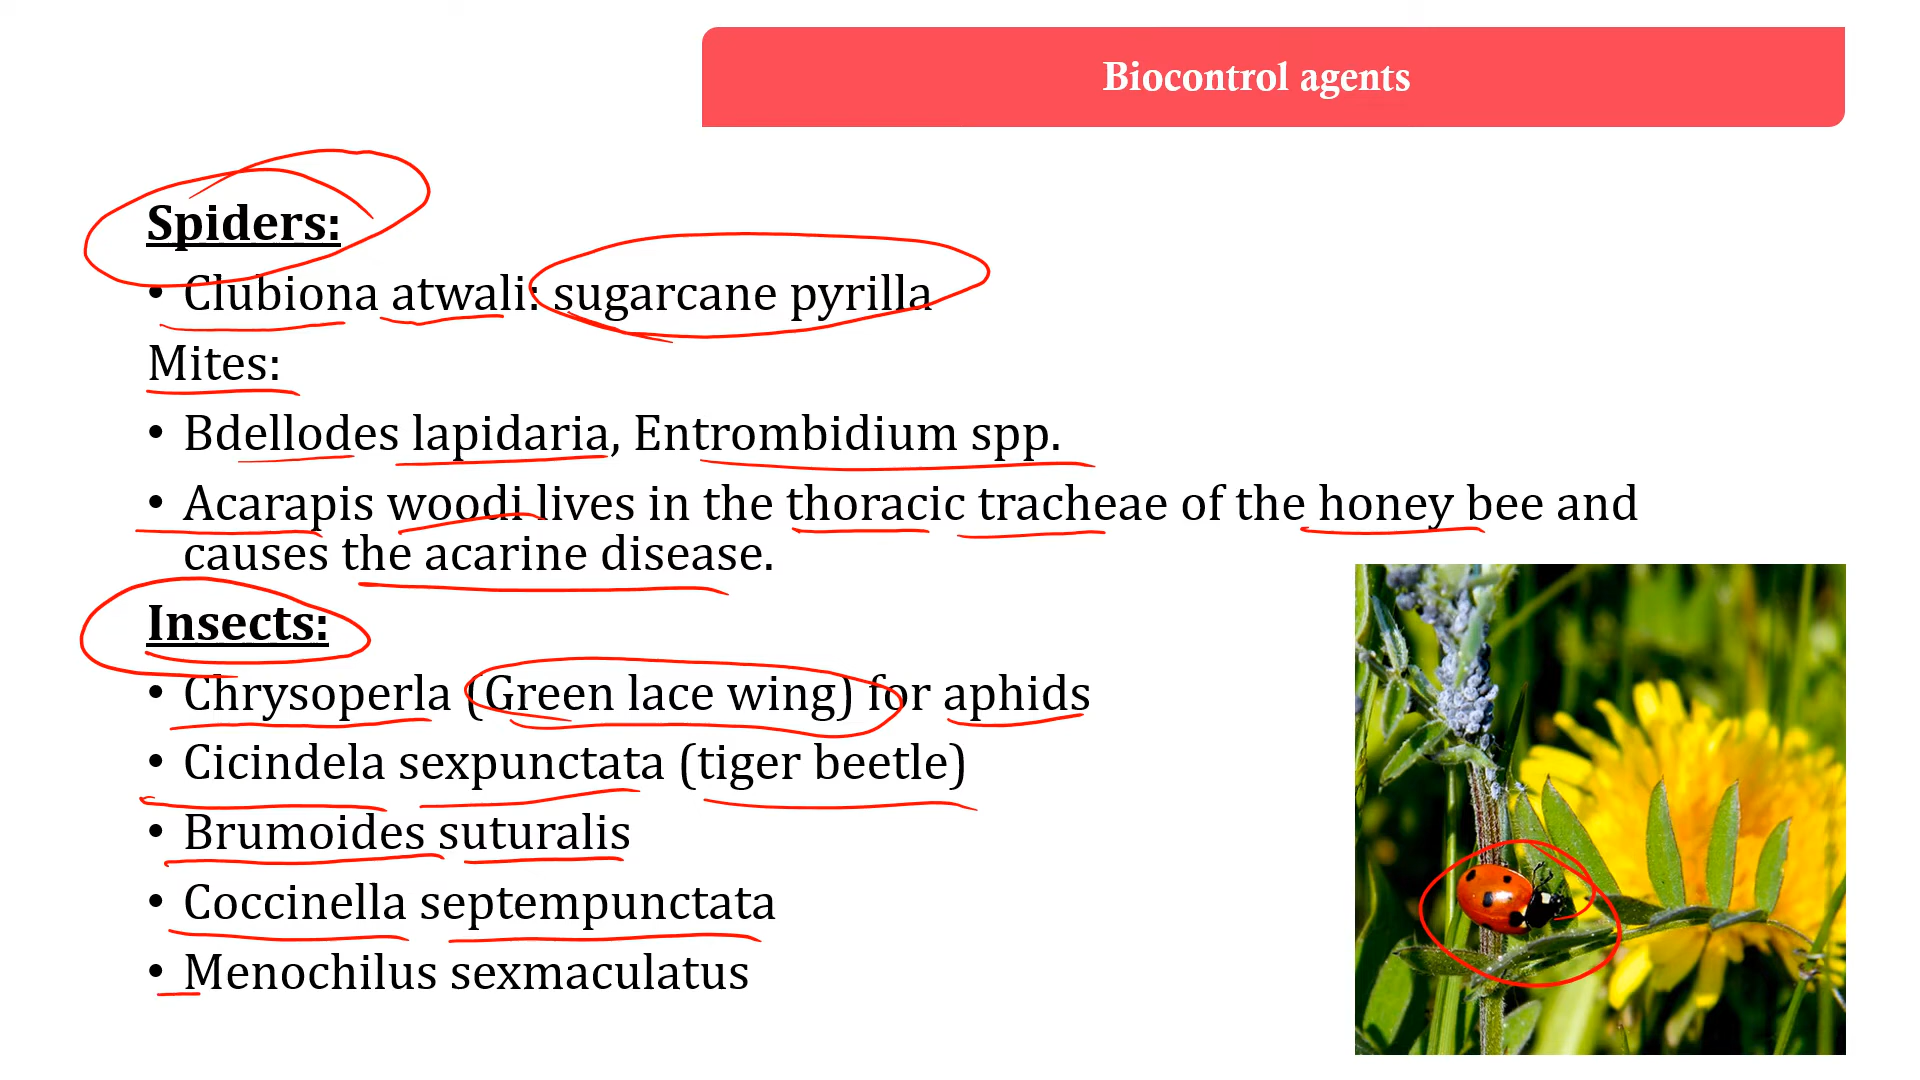 Biocontrol agents
Spiders:
• Clubiona atwali: sugarcane pyrilla
Mites:
• Bdellodes lapidaria, Entrombidium spp.
• Acarapis woodi lives in the thoracic tracheae of the honey bee and
causes the acarine disease.
Insects:
• Chrysoperla (Green lace wing) for aphids
• Cicindela sexpunctata (tiger beetle)
• Brumoides suturalis
• Coccinella septempunctata
• Menochilus sexmaculatus